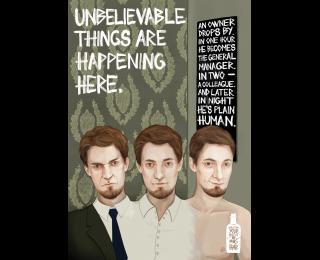 UNBELIEVABLE
THINGS ARE
HAPPENING
HERE.
AN OWNER
DROPS BY.
IN ONE HOUR
HE BECOMES
THE GENERAL
MANAGER.
IN TWO —
A COLLEAGUE.
AND LATER
IN NIGHT
HE'S PLAIN
HUMAN.